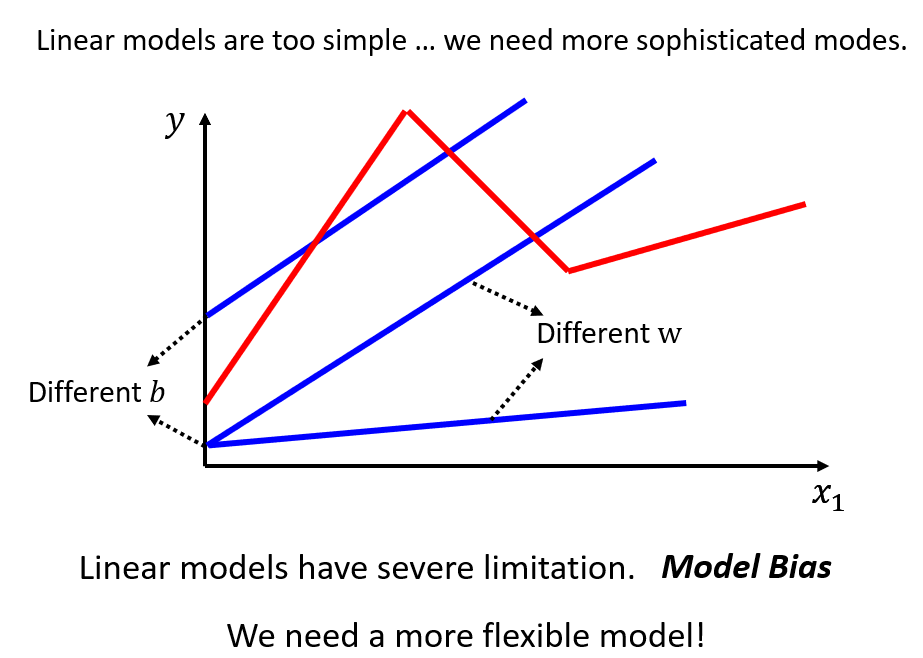 Linear models are too simple … we need more sophisticated modes.
y
Different w
Different b
x₁
Linear models have severe limitation. Model Bias
We need a more flexible model!